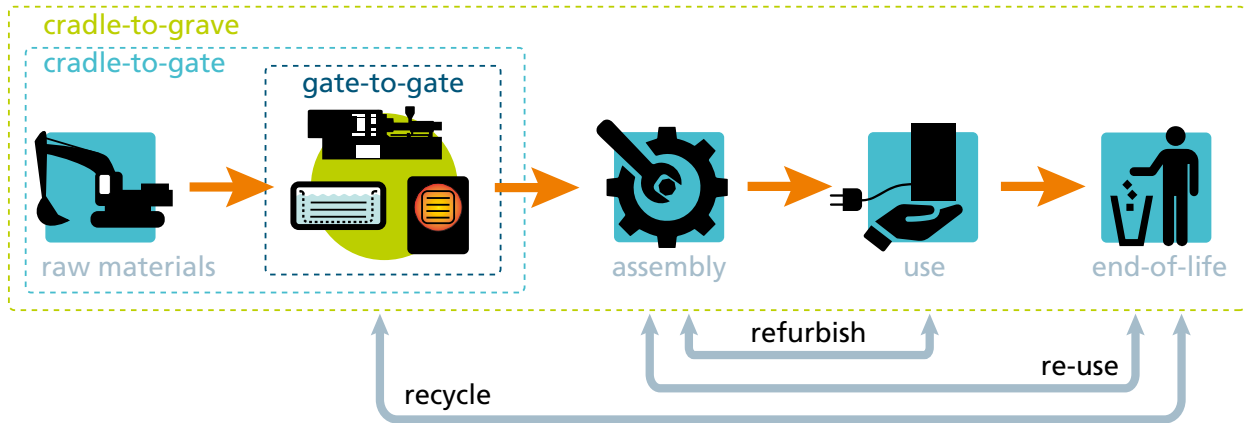 cradle-to-grave
cradle-to-gate
gate-to-gate
raw materials
assembly
use
end-of-life
refurbish
re-use
recycle